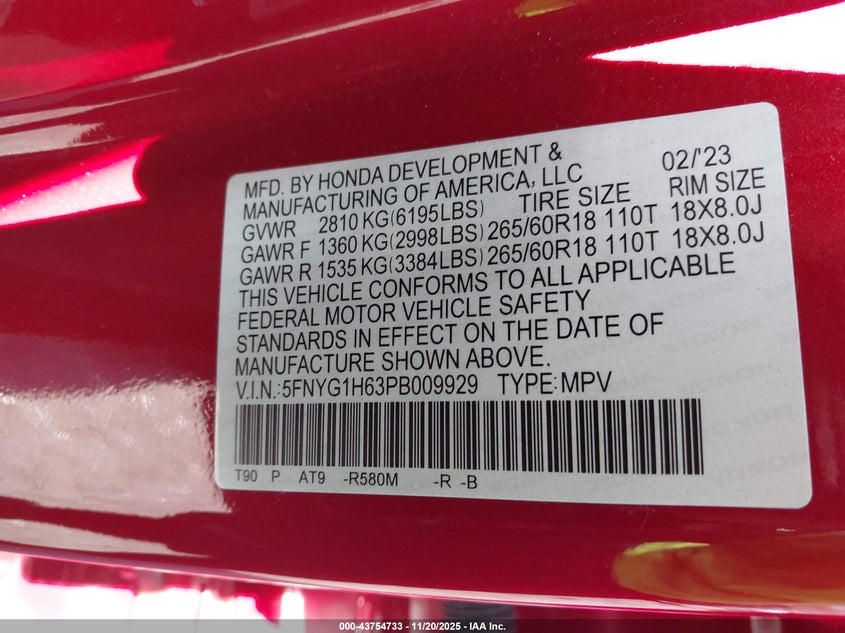 MFD. BY HONDA DEVELOPMENT & 02/'23
MANUFACTURING OF AMERICA, LLC
GVWR 2810 KG(6195LBS) TIRE SIZE RIM SIZE
GAWR F 1360 KG(2998LBS) 265/60R18 110T 18X8.0J
GAWR R 1535 KG(3384LBS) 265/60R18 110T 18X8.0J
THIS VEHICLE CONFORMS TO ALL APPLICABLE
FEDERAL MOTOR VEHICLE SAFETY
STANDARDS IN EFFECT ON THE DATE OF
MANUFACTURE SHOWN ABOVE.
V.I.N.:5FNYG1H63PB009929 TYPE:MPV
T90 P AT9 -R580M -R -B
000-43754733 - 11/20/2025 - IAA Inc.